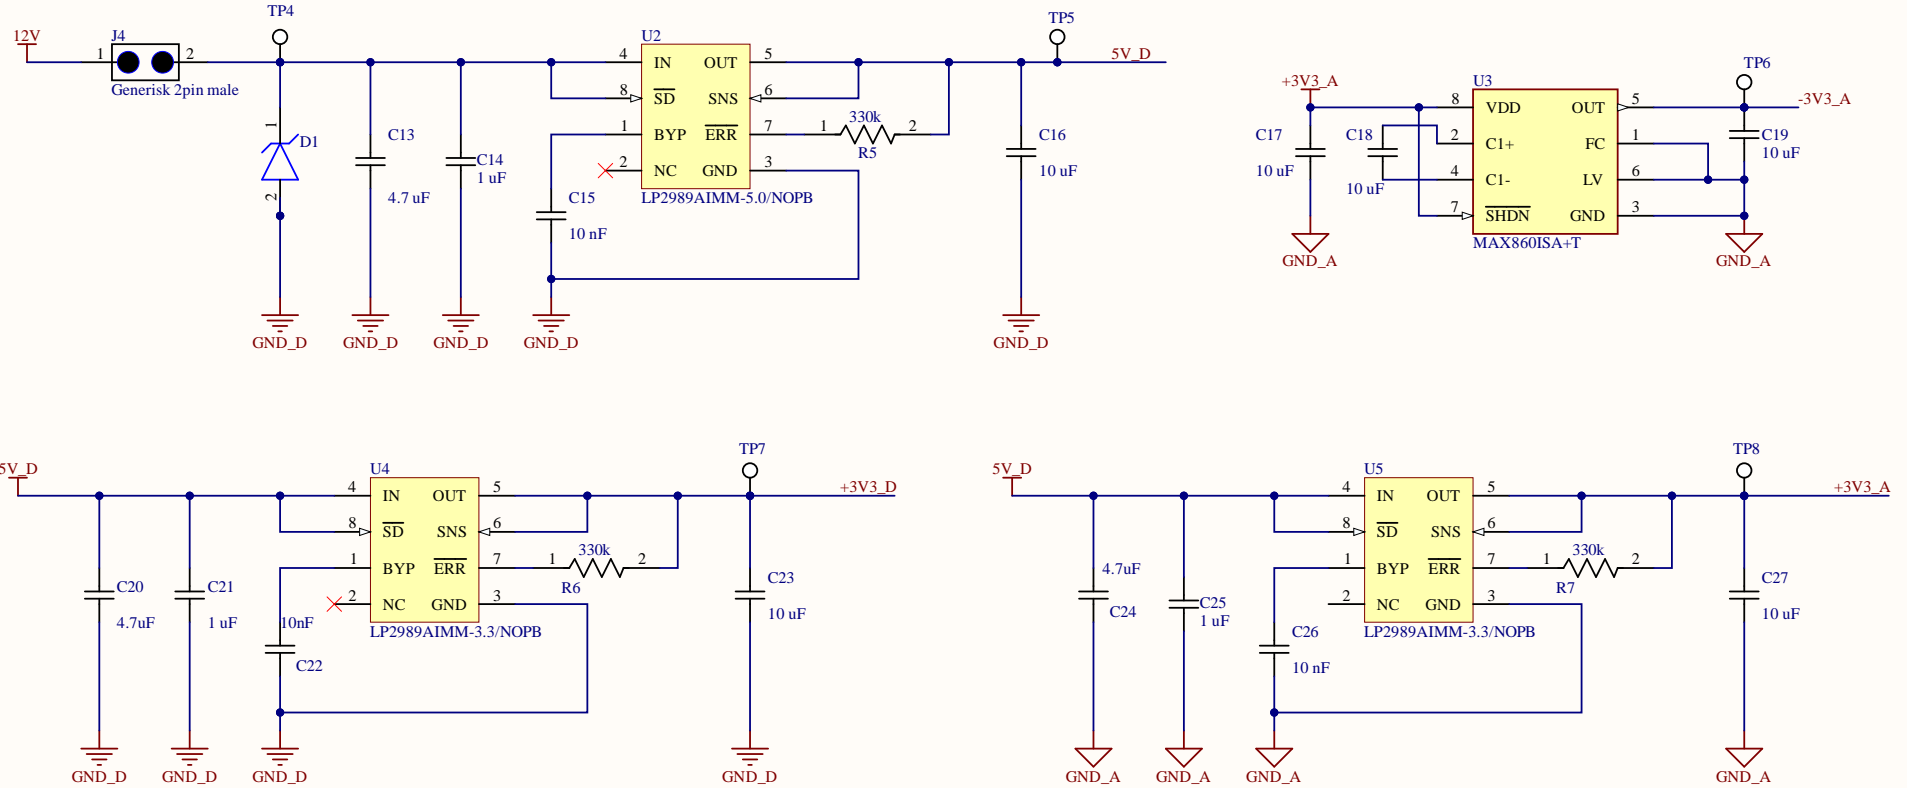 12V
J4
1
2
Generisk 2pin male
TP4
1
D1
2
GND_D
C13
4.7 uF
GND_D
C14
1 uF
GND_D
U2
4 IN OUT 5
8 SD SNS 6
1 BYP ERR 7
2 NC GND 3
LP2989AIMM-5.0/NOPB
C15
10 nF
GND_D
330k
1 2
R5
TP5
5V_D
C16
10 uF
GND_D
+3V3_A
C17
10 uF
GND_A
C18
10 uF
U3
8 VDD OUT 5
2 C1+ FC 1
4 C1- LV 6
7 SHDN GND 3
MAX860ISA+T
TP6
-3V3_A
C19
10 uF
GND_A
5V_D
C20
4.7uF
GND_D
C21
1 uF
GND_D
10nF
C22
GND_D
U4
4 IN OUT 5
8 SD SNS 6
1 BYP ERR 7
2 NC GND 3
LP2989AIMM-3.3/NOPB
330k
1 2
R6
TP7
+3V3_D
C23
10 uF
GND_D
5V_D
4.7uF
C24
GND_A
C25
1 uF
GND_A
C26
10 nF
GND_A
U5
4 IN OUT 5
8 SD SNS 6
1 BYP ERR 7
2 NC GND 3
LP2989AIMM-3.3/NOPB
330k
1 2
R7
TP8
+3V3_A
C27
10 uF
GND_A